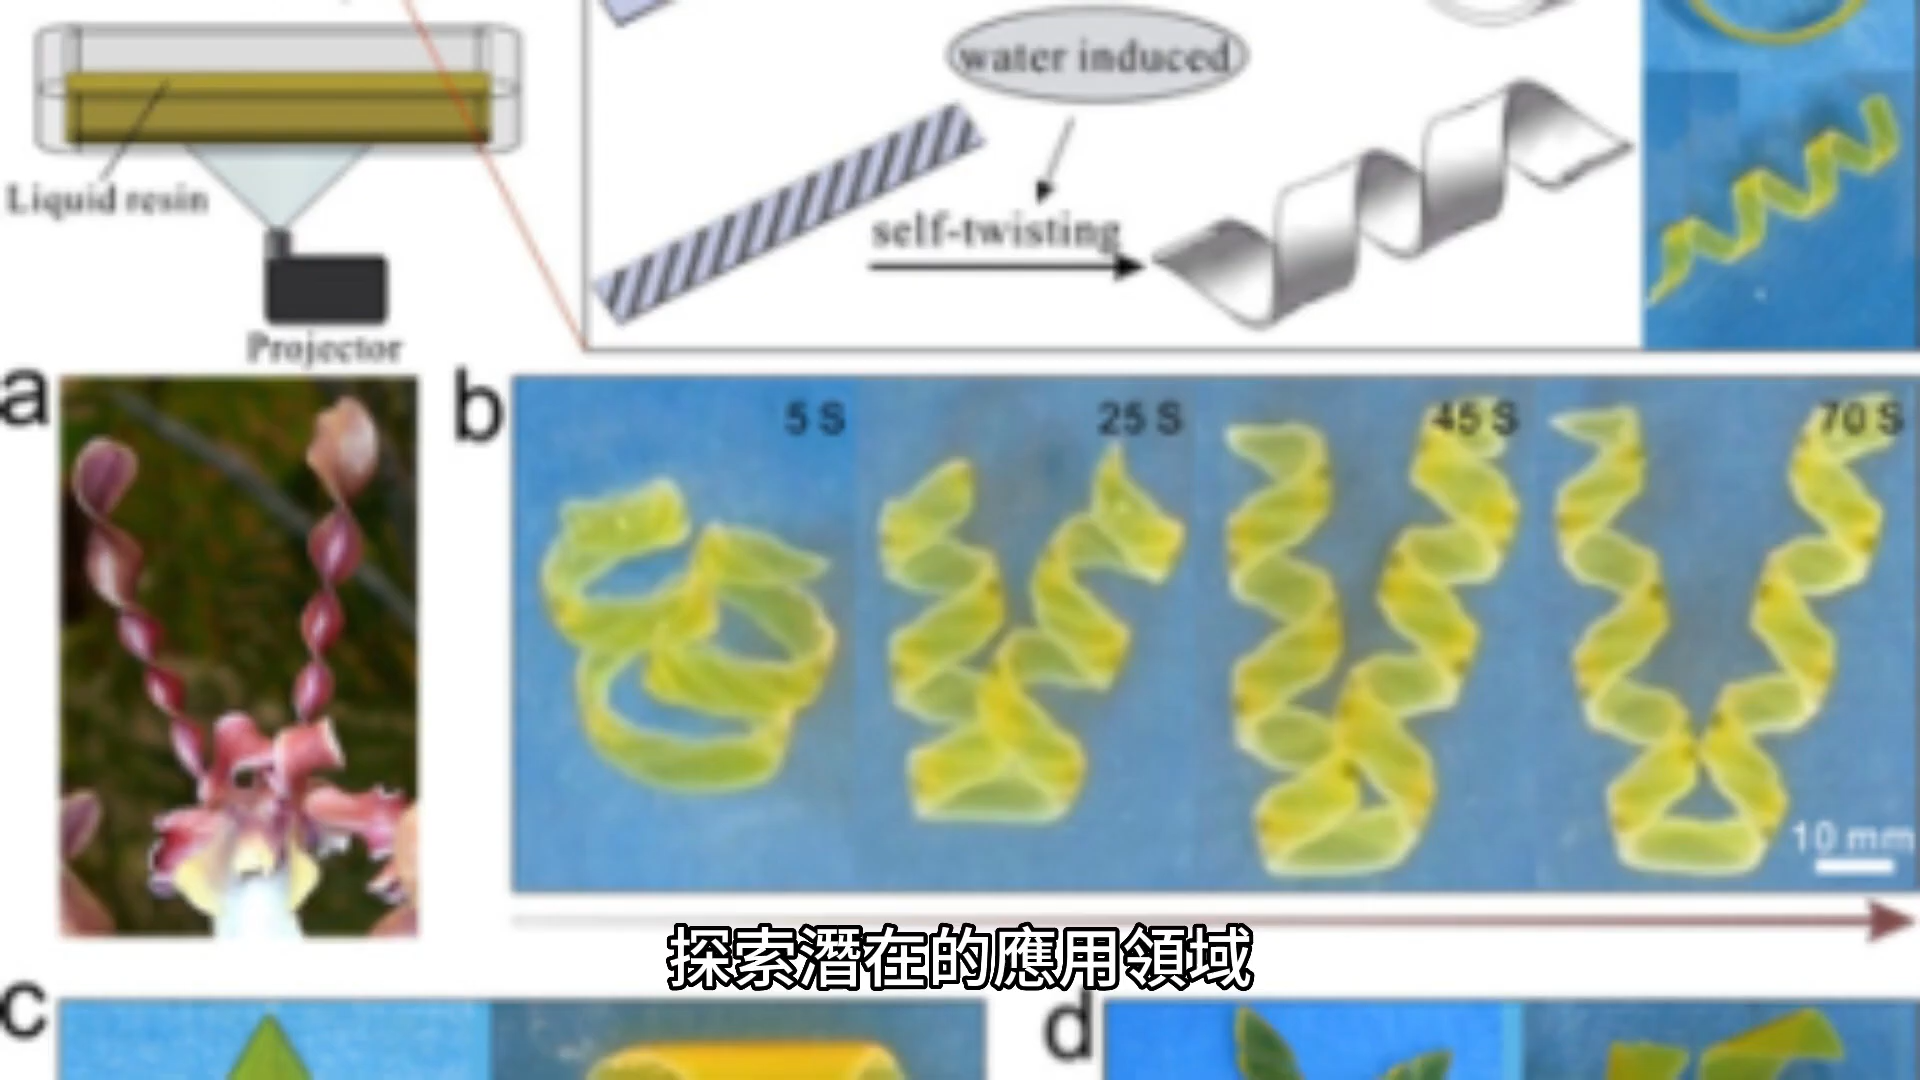 water induced
Liquid resin
self-twisting
Projector
a
b
5 S
25 S
45 S
70 S
10 mm
探索潛在的應用領域
c
d